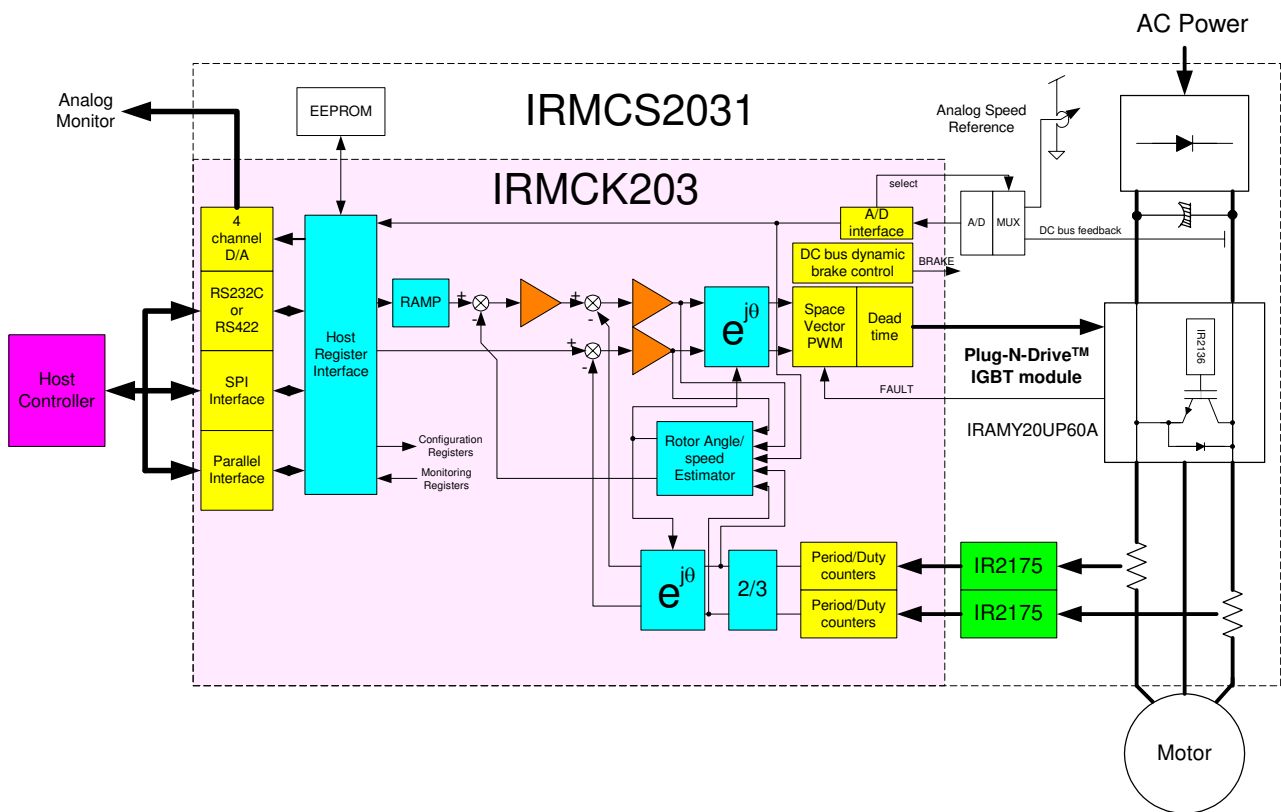 AC Power
Analog
Monitor
EEPROM
IRMCS2031
Analog Speed
Reference
IRMCK203
select
4
channel
D/A
A/D
interface
A/D
MUX
DC bus feedback
DC bus dynamic
brake control
BRAKE
RS232C
or
RS422
RAMP
+
-
+
-
ejθ
Space
Vector
PWM
Dead
time
IR2136
Host
Register
Interface
+
-
Plug-N-Drive™
IGBT module
Host
Controller
SPI
Interface
FAULT
IRAMY20UP60A
Parallel
Interface
Configuration
Registers
Monitoring
Registers
Rotor Angle/
speed
Estimator
ejθ
2/3
Period/Duty
counters
IR2175
Period/Duty
counters
IR2175
Motor